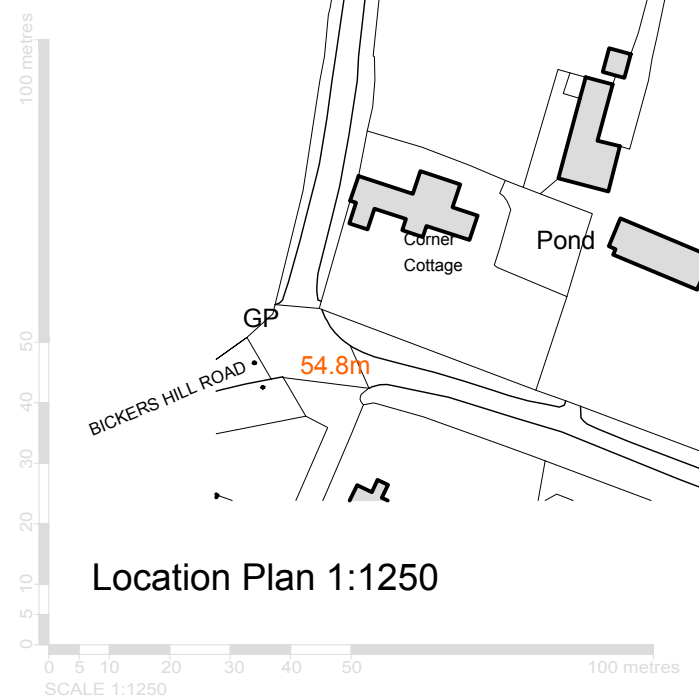 100 metres
Corner
Cottage
Pond
GP
54.8m
BICKERS HILL ROAD
50
40
30
20
10
5
0
Location Plan 1:1250
0 5 10 20 30 40 50 100 metres
SCALE 1:1250